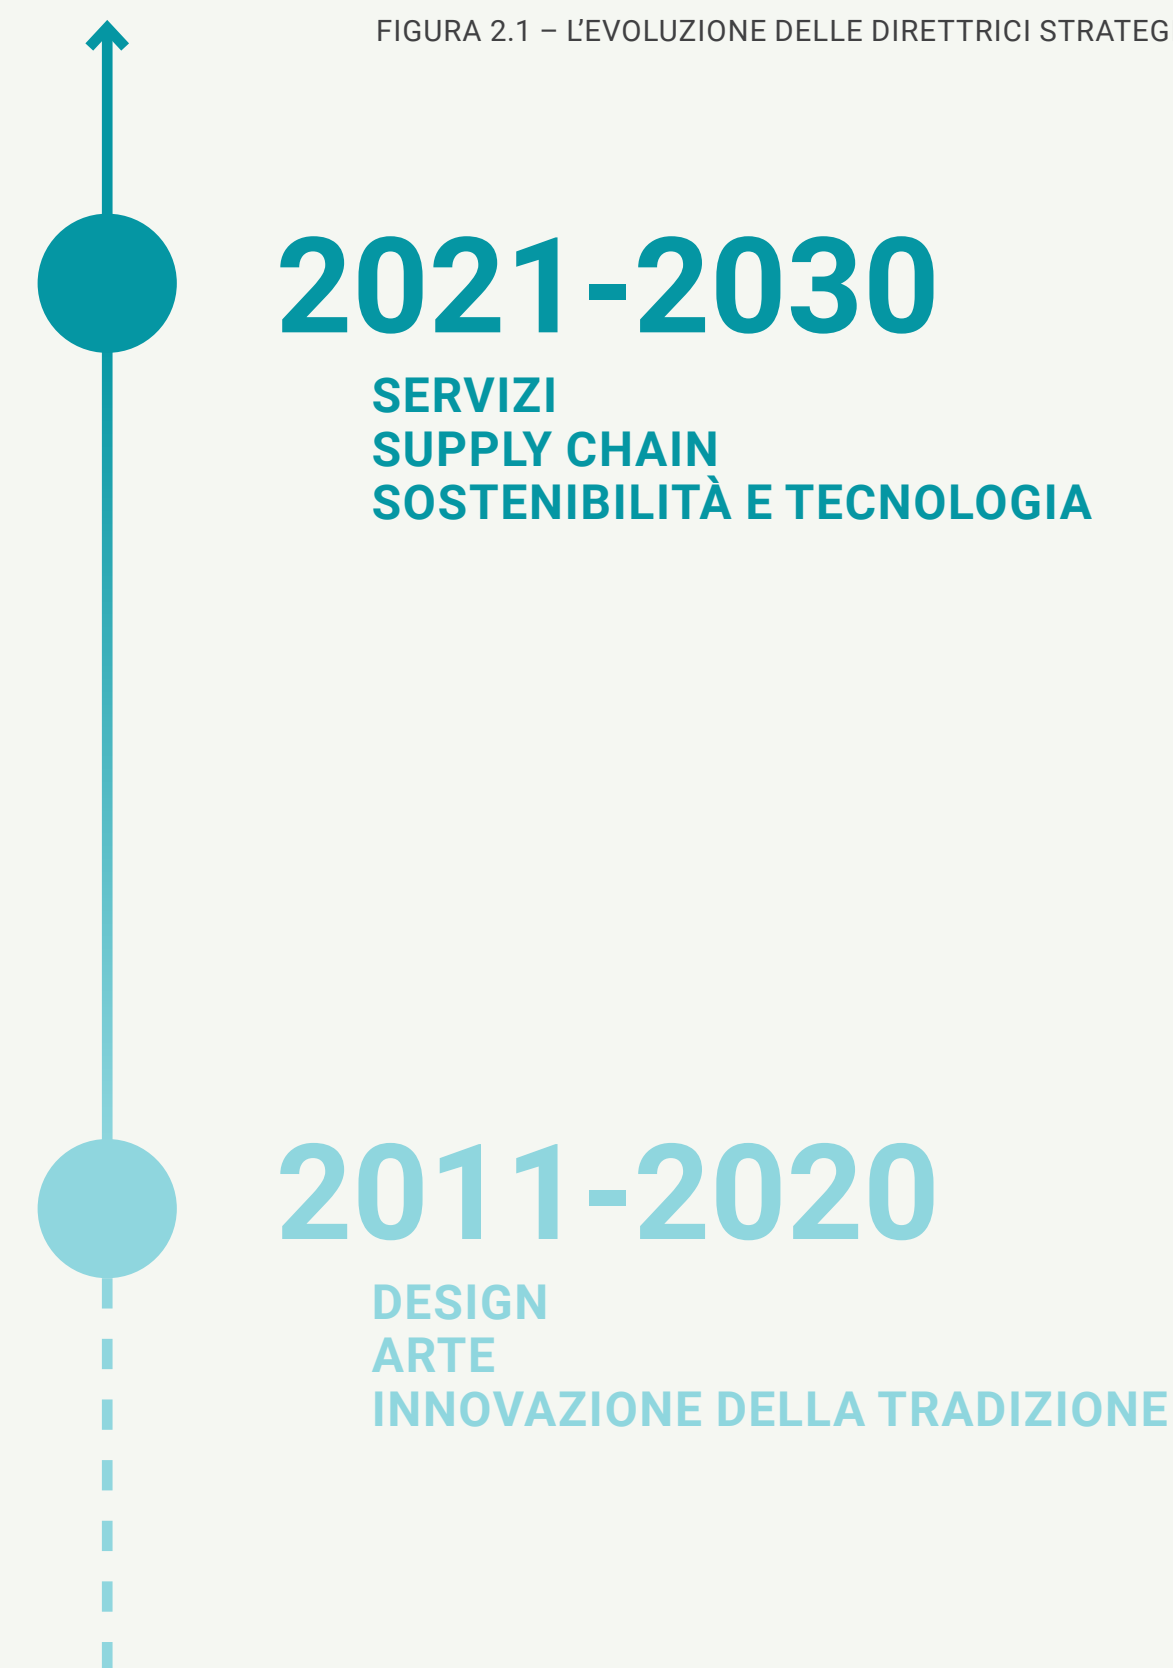 FIGURA 2.1 – L’EVOLUZIONE DELLE DIRETTRICI STRATEG
2021-2030
SERVIZI
SUPPLY CHAIN
SOSTENIBILITÀ E TECNOLOGIA
2011-2020
DESIGN
ARTE
INNOVAZIONE DELLA TRADIZIONE